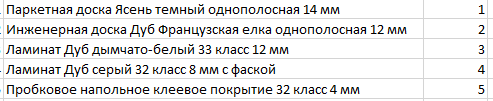 Паркетная доска Ясень темный однополосная 14 мм 1
Инженерная доска Дуб Французская елка однополосная 12 мм 2
Ламинат Дуб дымчато-белый 33 класс 12 мм 3
Ламинат Дуб серый 32 класс 8 мм с фаской 4
Пробковое напольное клеевое покрытие 32 класс 4 мм 5